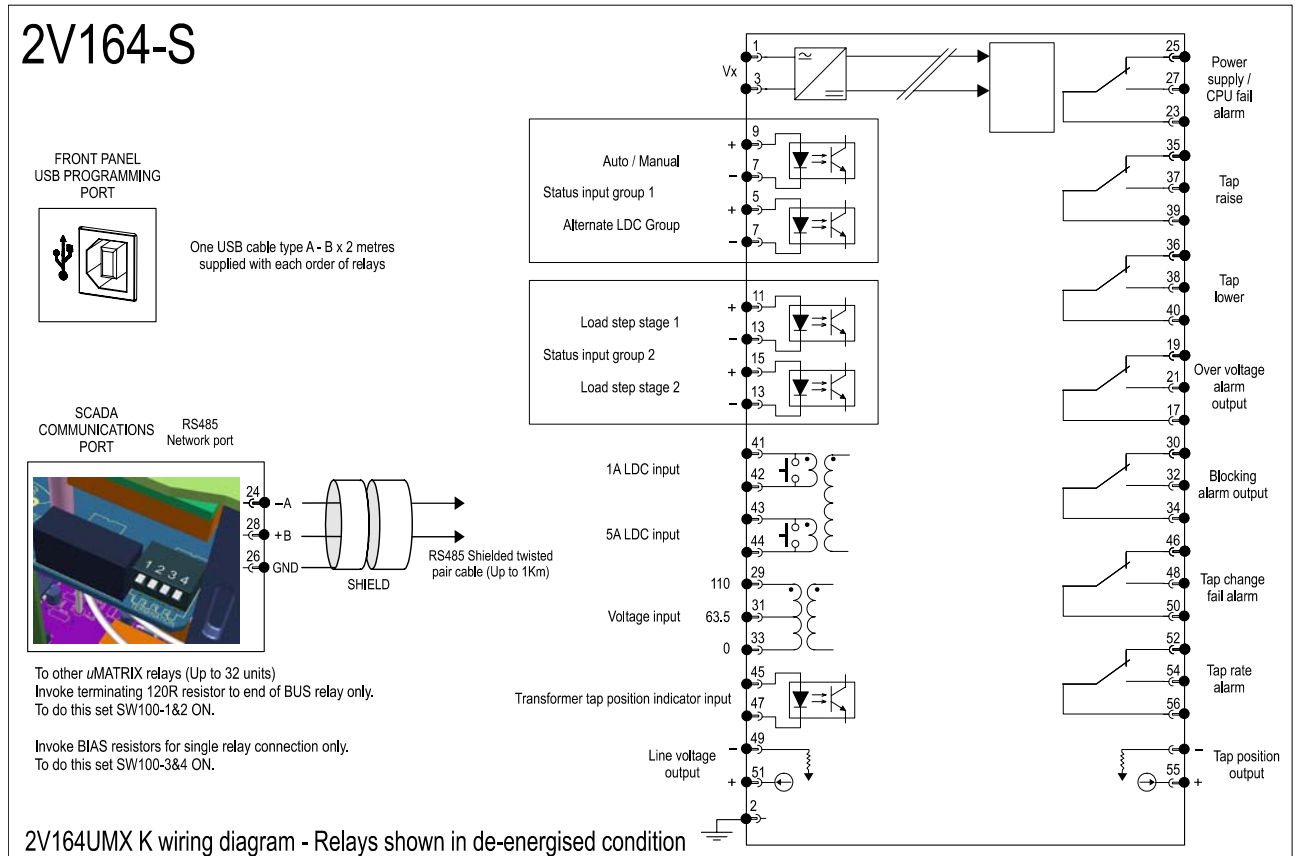 2V164-S
FRONT PANEL
USB PROGRAMMING
PORT
One USB cable type A - B x 2 metres
supplied with each order of relays
SCADA
COMMUNICATIONS
PORT
RS485
Network port
1 2 3 4
24 −A
28 +B
26 GND
SHIELD
RS485 Shielded twisted
pair cable (Up to 1Km)
To other uMATRIX relays (Up to 32 units)
Invoke terminating 120R resistor to end of BUS relay only.
To do this set SW100-1&2 ON.
Invoke BIAS resistors for single relay connection only.
To do this set SW100-3&4 ON.
Vx
1
3
Auto / Manual
+ 9
− 7
Status input group 1
Alternate LDC Group
+ 5
− 7
Load step stage 1
+ 11
− 13
Status input group 2
Load step stage 2
+ 15
− 13
1A LDC input
41
42
5A LDC input
43
44
Voltage input
110 29
63.5 31
0 33
Transformer tap position indicator input
45
47
Line voltage
output
− 49
+ 51
2
25
27
23
Power
supply /
CPU fail
alarm
35
37
39
Tap
raise
36
38
40
Tap
lower
19
21
17
Over voltage
alarm
output
30
32
34
Blocking
alarm output
46
48
50
Tap change
fail alarm
52
54
56
Tap rate
alarm
−
55 +
Tap position
output
2V164UMX K wiring diagram - Relays shown in de-energised condition